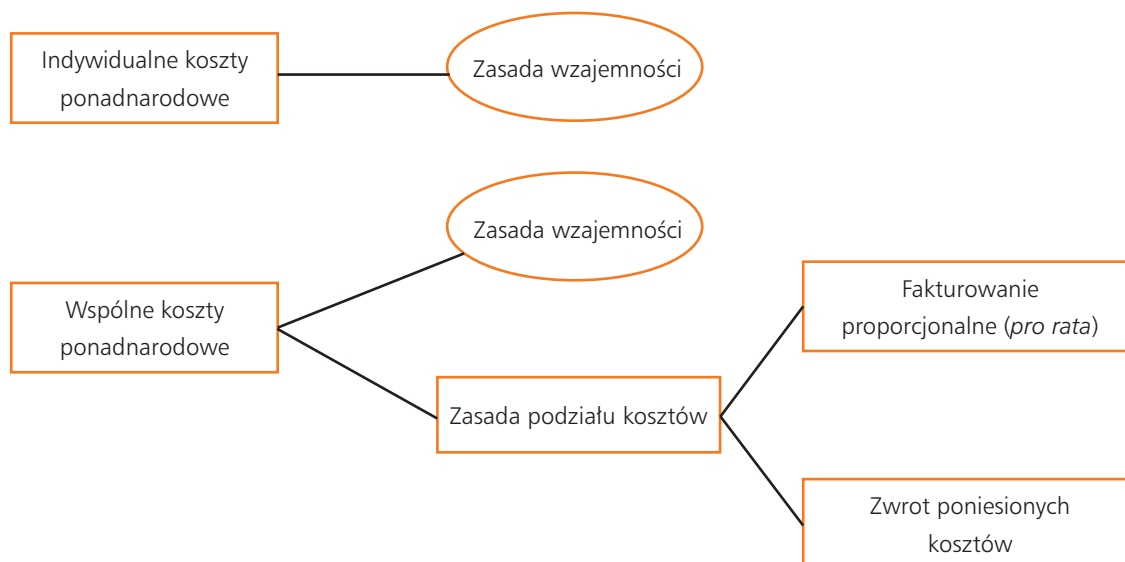 Indywidualne koszty
ponadnarodowe
Zasada wzajemności
Zasada wzajemności
Wspólne koszty
ponadnarodowe
Fakturowanie
proporcjonalne (pro rata)
Zasada podziału kosztów
Zwrot poniesionych
kosztów